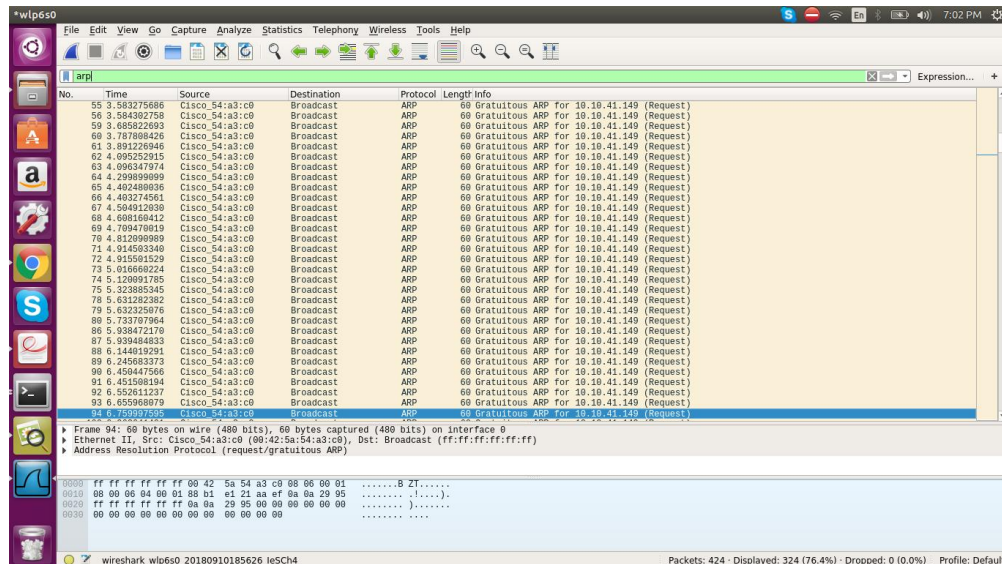 *wlp6s0
En
7:02 PM
File Edit View Go Capture Analyze Statistics Telephony Wireless Tools Help
arp
Expression... +
No. Time Source Destination Protocol Length Info
55 3.583275686 Cisco_54:a3:c0 Broadcast ARP 60 Gratuitous ARP for 10.10.41.149 (Request)
56 3.584302758 Cisco_54:a3:c0 Broadcast ARP 60 Gratuitous ARP for 10.10.41.149 (Request)
59 3.685822693 Cisco_54:a3:c0 Broadcast ARP 60 Gratuitous ARP for 10.10.41.149 (Request)
60 3.787808426 Cisco_54:a3:c0 Broadcast ARP 60 Gratuitous ARP for 10.10.41.149 (Request)
61 3.891226946 Cisco_54:a3:c0 Broadcast ARP 60 Gratuitous ARP for 10.10.41.149 (Request)
62 4.095252915 Cisco_54:a3:c0 Broadcast ARP 60 Gratuitous ARP for 10.10.41.149 (Request)
63 4.096347974 Cisco_54:a3:c0 Broadcast ARP 60 Gratuitous ARP for 10.10.41.149 (Request)
64 4.299899099 Cisco_54:a3:c0 Broadcast ARP 60 Gratuitous ARP for 10.10.41.149 (Request)
65 4.402480036 Cisco_54:a3:c0 Broadcast ARP 60 Gratuitous ARP for 10.10.41.149 (Request)
66 4.403274561 Cisco_54:a3:c0 Broadcast ARP 60 Gratuitous ARP for 10.10.41.149 (Request)
67 4.504912030 Cisco_54:a3:c0 Broadcast ARP 60 Gratuitous ARP for 10.10.41.149 (Request)
68 4.608160412 Cisco_54:a3:c0 Broadcast ARP 60 Gratuitous ARP for 10.10.41.149 (Request)
69 4.709470019 Cisco_54:a3:c0 Broadcast ARP 60 Gratuitous ARP for 10.10.41.149 (Request)
70 4.812090989 Cisco_54:a3:c0 Broadcast ARP 60 Gratuitous ARP for 10.10.41.149 (Request)
71 4.914503340 Cisco_54:a3:c0 Broadcast ARP 60 Gratuitous ARP for 10.10.41.149 (Request)
72 4.915501529 Cisco_54:a3:c0 Broadcast ARP 60 Gratuitous ARP for 10.10.41.149 (Request)
73 5.016660224 Cisco_54:a3:c0 Broadcast ARP 60 Gratuitous ARP for 10.10.41.149 (Request)
74 5.120091785 Cisco_54:a3:c0 Broadcast ARP 60 Gratuitous ARP for 10.10.41.149 (Request)
75 5.323885345 Cisco_54:a3:c0 Broadcast ARP 60 Gratuitous ARP for 10.10.41.149 (Request)
78 5.631282382 Cisco_54:a3:c0 Broadcast ARP 60 Gratuitous ARP for 10.10.41.149 (Request)
79 5.632325076 Cisco_54:a3:c0 Broadcast ARP 60 Gratuitous ARP for 10.10.41.149 (Request)
80 5.733707964 Cisco_54:a3:c0 Broadcast ARP 60 Gratuitous ARP for 10.10.41.149 (Request)
86 5.938472170 Cisco_54:a3:c0 Broadcast ARP 60 Gratuitous ARP for 10.10.41.149 (Request)
87 5.939484833 Cisco_54:a3:c0 Broadcast ARP 60 Gratuitous ARP for 10.10.41.149 (Request)
88 6.144019291 Cisco_54:a3:c0 Broadcast ARP 60 Gratuitous ARP for 10.10.41.149 (Request)
89 6.245683373 Cisco_54:a3:c0 Broadcast ARP 60 Gratuitous ARP for 10.10.41.149 (Request)
90 6.450447566 Cisco_54:a3:c0 Broadcast ARP 60 Gratuitous ARP for 10.10.41.149 (Request)
91 6.451508194 Cisco_54:a3:c0 Broadcast ARP 60 Gratuitous ARP for 10.10.41.149 (Request)
92 6.552611237 Cisco_54:a3:c0 Broadcast ARP 60 Gratuitous ARP for 10.10.41.149 (Request)
93 6.655968079 Cisco_54:a3:c0 Broadcast ARP 60 Gratuitous ARP for 10.10.41.149 (Request)
94 6.759997595 Cisco_54:a3:c0 Broadcast ARP 60 Gratuitous ARP for 10.10.41.149 (Request)
Frame 94: 60 bytes on wire (480 bits), 60 bytes captured (480 bits) on interface 0
Ethernet II, Src: Cisco_54:a3:c0 (00:42:5a:54:a3:c0), Dst: Broadcast (ff:ff:ff:ff:ff:ff)
Address Resolution Protocol (request/gratuitous ARP)
0000 ff ff ff ff ff ff 00 42 5a 54 a3 c0 08 06 00 01 .......B ZT......
0010 08 00 06 04 00 01 88 b1 e1 21 aa ef 0a 0a 29 95 ........ .!....).
0020 ff ff ff ff ff ff 0a 0a 29 95 00 00 00 00 00 00 ........ ).......
0030 00 00 00 00 00 00 00 00 00 00 00 00 ........ ....
wireshark_wlp6s0_20180910185626_IeSCh4
Packets: 424 · Displayed: 324 (76.4%) · Dropped: 0 (0.0%) Profile: Default